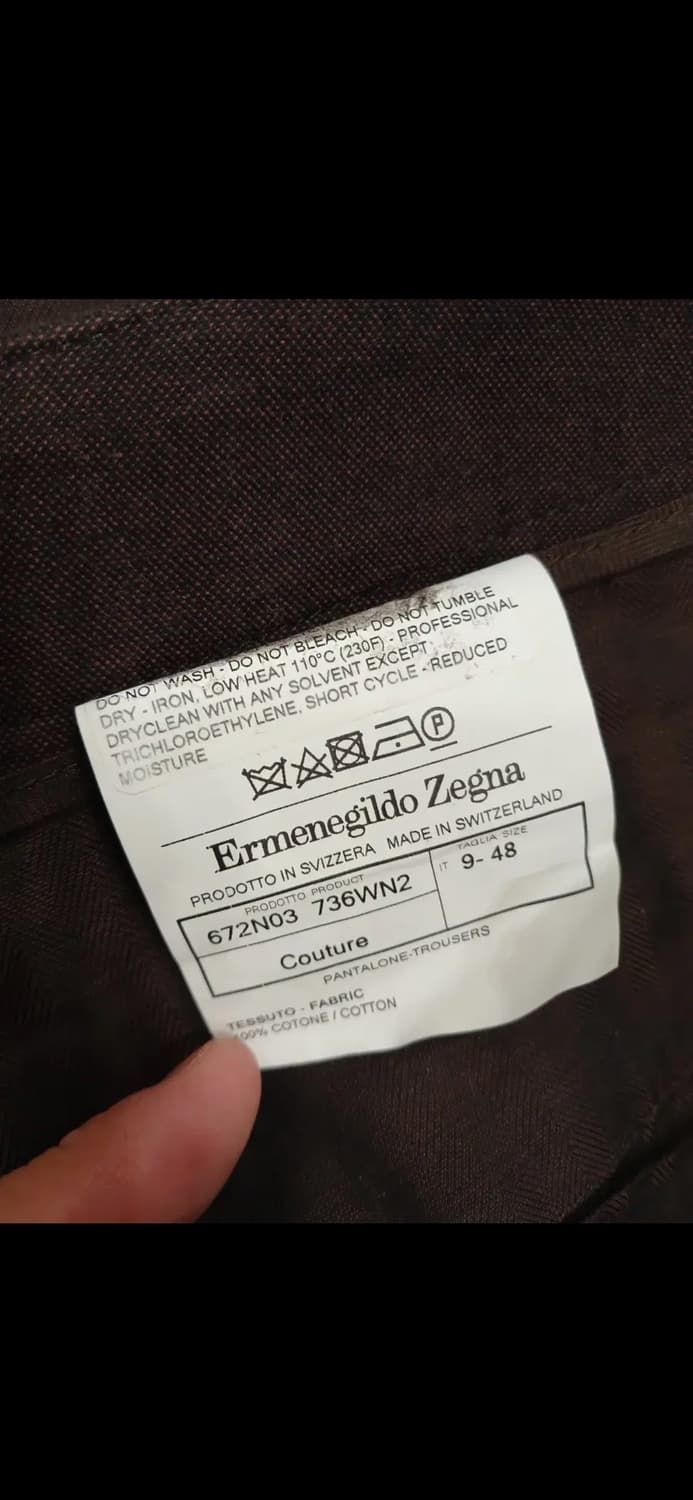 DO NOT WASH - DO NOT BLEACH - DO NOT TUMBLE
DRY - IRON, LOW HEAT 110°C (230F) - PROFESSIONAL
DRYCLEAN WITH ANY SOLVENT EXCEPT
TRICHLOROETHYLENE, SHORT CYCLE - REDUCED
MOISTURE
P
Ermenegildo Zegna
PRODOTTO IN SVIZZERA MADE IN SWITZERLAND
PRODOTTO PRODUCT
672N03 736WN2
TAGLIA SIZE
IT 9- 48
Couture
PANTALONE-TROUSERS
TESSUTO - FABRIC
100% COTONE / COTTON